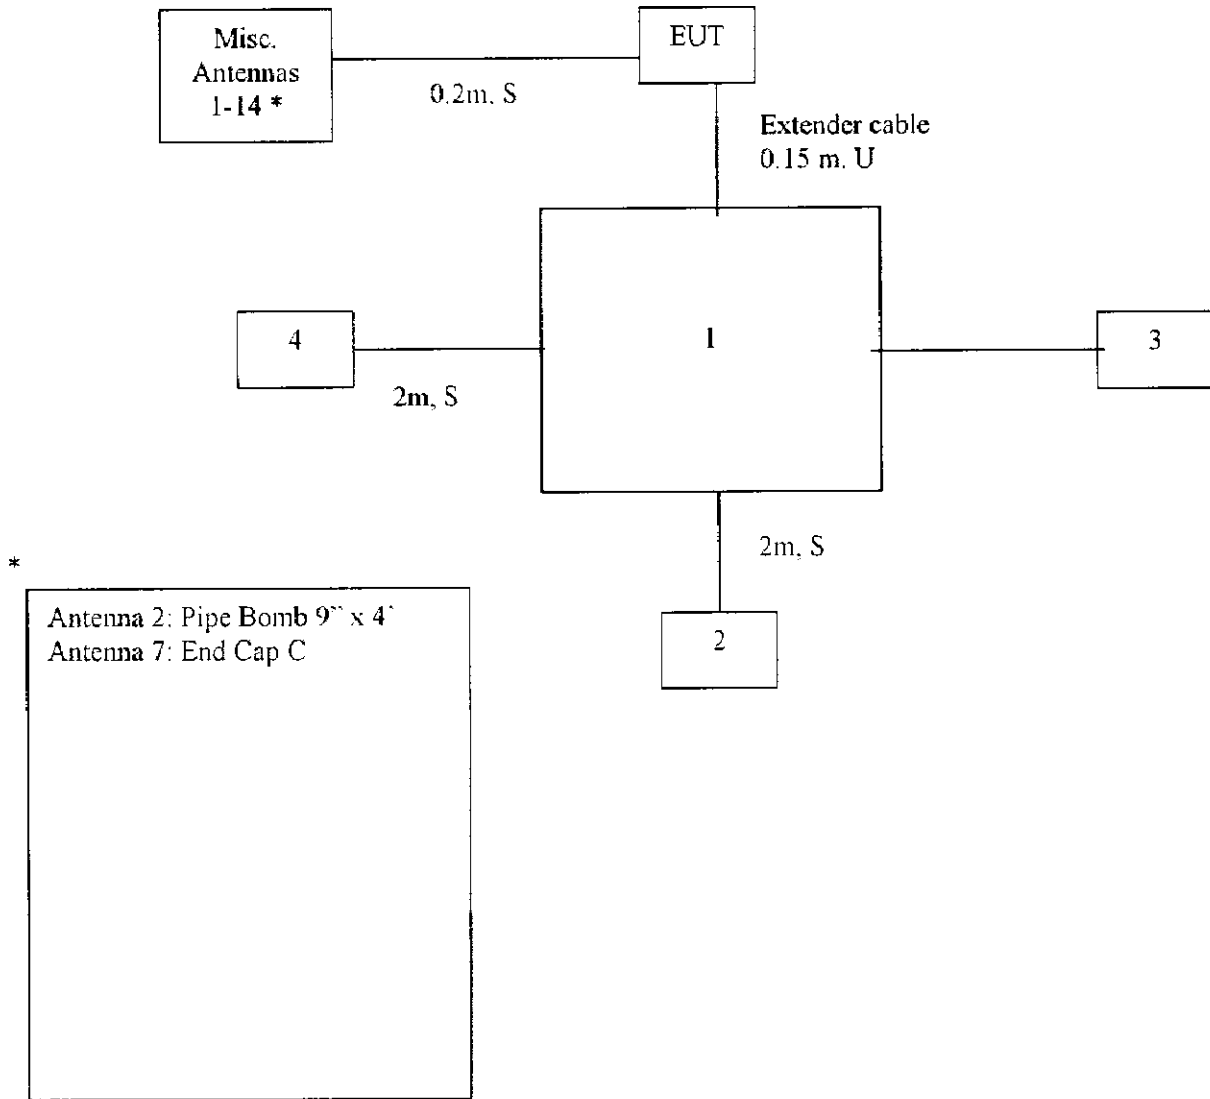 Misc.
Antennas
1-14 *
EUT
0.2m, S
Extender cable
0.15 m. U
4
1
3
2m, S
2m, S
2
*
Antenna 2: Pipe Bomb 9`` x 4`
Antenna 7: End Cap C